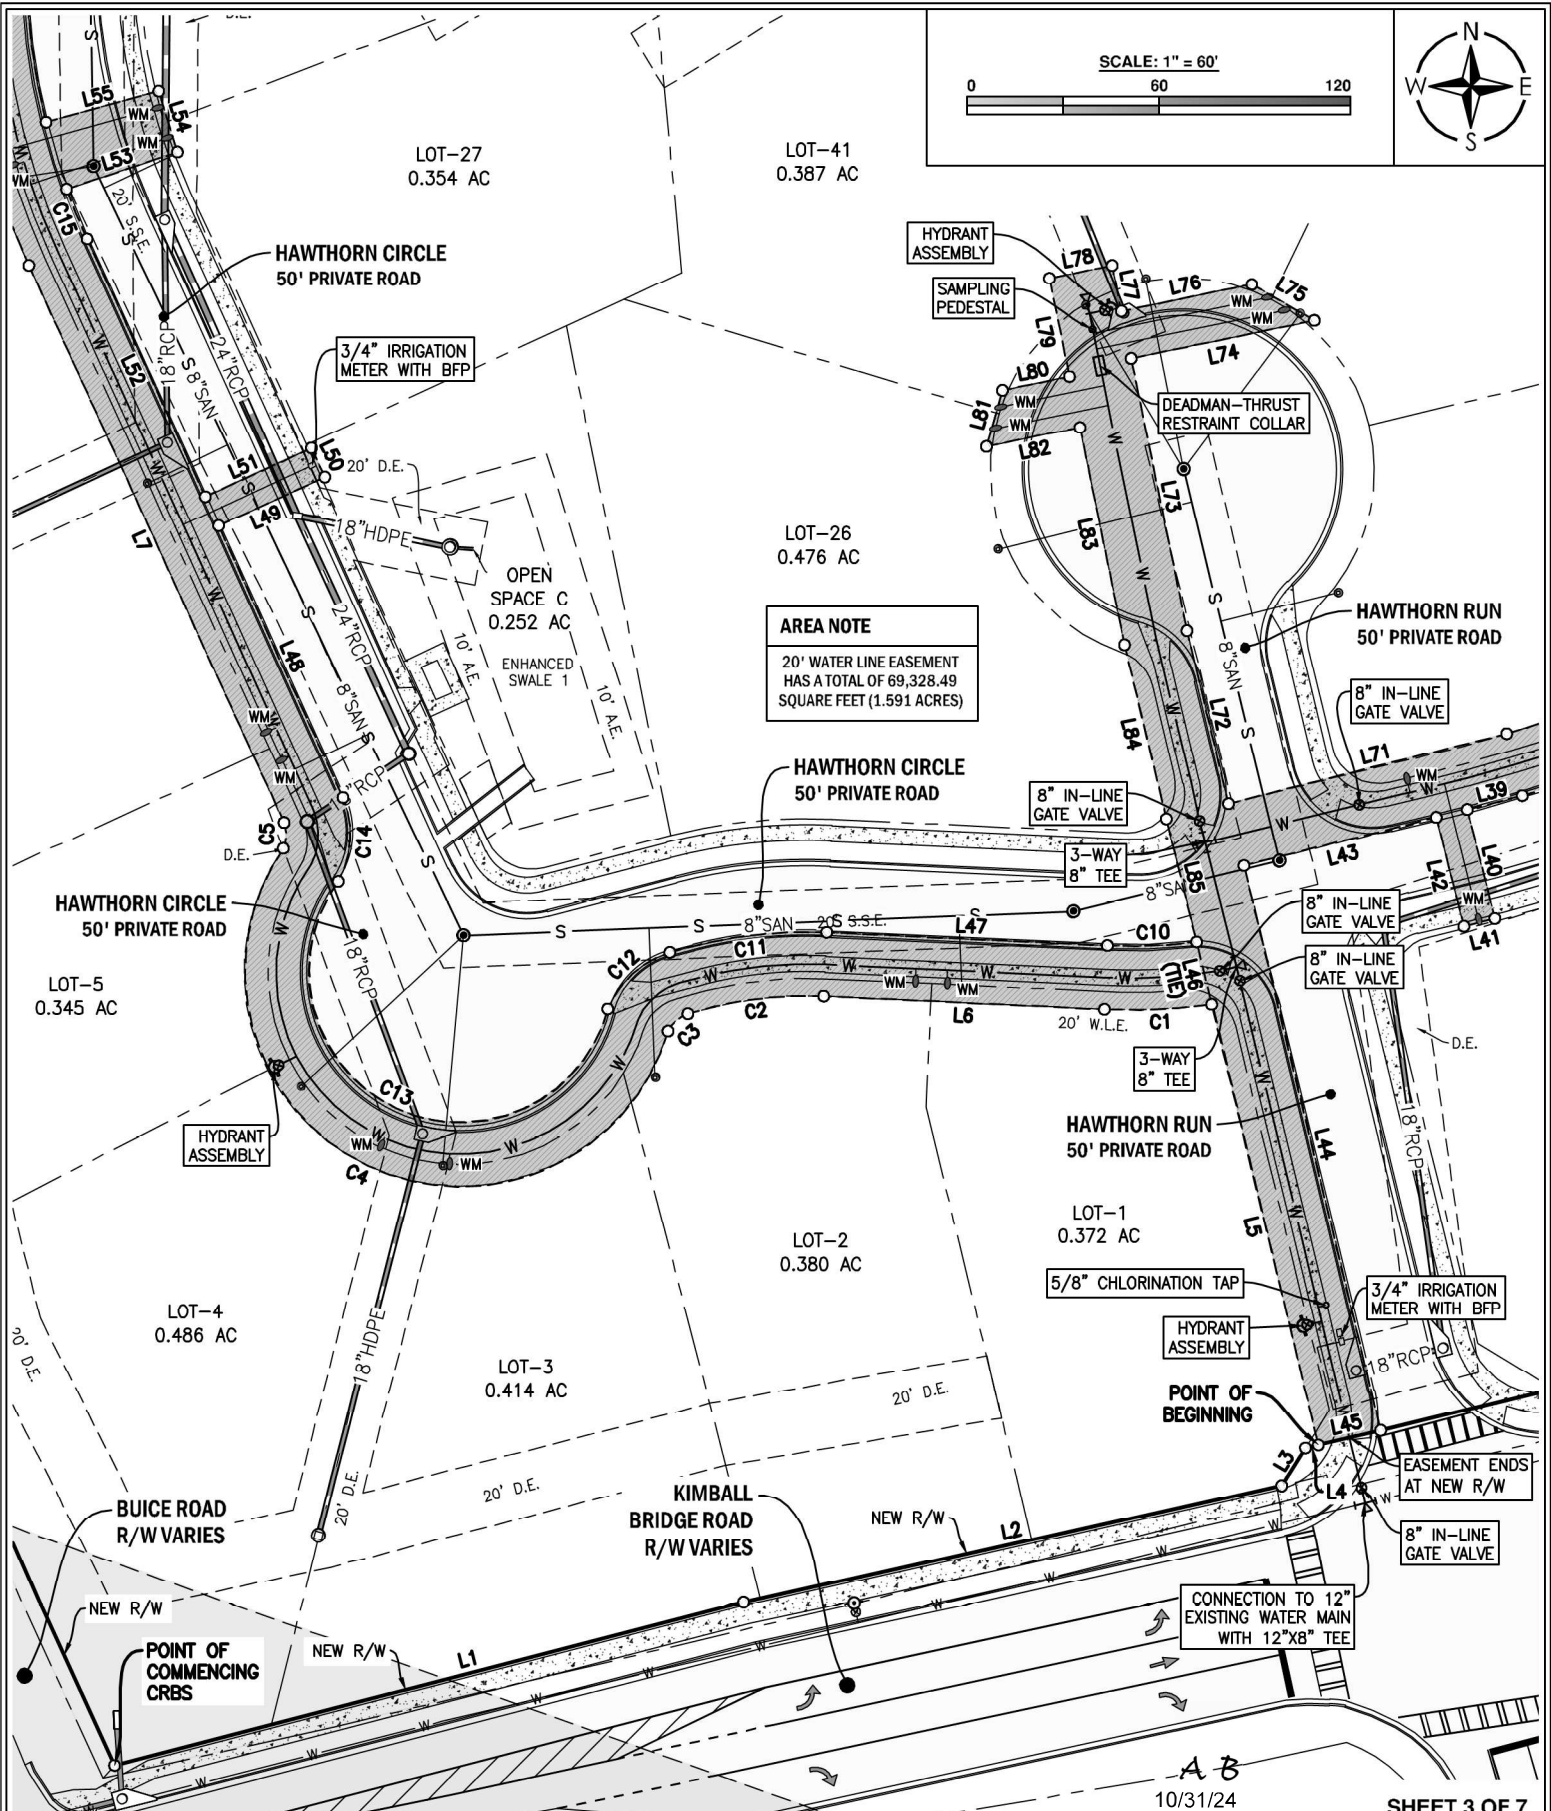 D.E.
SCALE: 1" = 60'
0 60 120
N
W E
S
L55
L54
WM
WM
L53
WM
W
S
C15
20' S.S.E.
LOT-27
0.354 AC
LOT-41
0.387 AC
HAWTHORN CIRCLE
50' PRIVATE ROAD
HYDRANT
ASSEMBLY
SAMPLING
PEDESTAL
L78
L77
L76
L75
WM
WM
L79
L74
L80
L81
WM
WM
L82
DEADMAN-THRUST
RESTRAINT COLLAR
3/4" IRRIGATION
METER WITH BFP
18"RCP
24"RCP
8"SAN
L52
L51
L50
L49
20' D.E.
L7
18"HDPE
OPEN
SPACE C
0.252 AC
ENHANCED
SWALE 1
10' A.E.
10' A.E.
LOT-26
0.476 AC
L83
L73
AREA NOTE
20' WATER LINE EASEMENT
HAS A TOTAL OF 69,328.49
SQUARE FEET (1.591 ACRES)
HAWTHORN RUN
50' PRIVATE ROAD
8"SAN
L48
24"RCP
8"SAN
L84
L72
8" IN-LINE
GATE VALVE
WM
WM
HAWTHORN CIRCLE
50' PRIVATE ROAD
L71
WM
L39
8" IN-LINE
GATE VALVE
3-WAY
8" TEE
L85
L43
L42
L40
WM
L41
C5
D.E.
C14
HAWTHORN CIRCLE
50' PRIVATE ROAD
8"SAN
20' S.S.E.
L47
8"SAN
C10
8" IN-LINE
GATE VALVE
8" IN-LINE
GATE VALVE
LOT-5
0.345 AC
18"RCP
C12
C11
WM
WM
L46
(TIE)
C3
C2
L6
20' W.L.E.
C1
D.E.
3-WAY
8" TEE
C13
HYDRANT
ASSEMBLY
WM
WM
C4
HAWTHORN RUN
50' PRIVATE ROAD
L44
18"RCP
LOT-1
0.372 AC
L5
LOT-2
0.380 AC
5/8" CHLORINATION TAP
3/4" IRRIGATION
METER WITH BFP
LOT-4
0.486 AC
20' D.E.
18"HDPE
HYDRANT
ASSEMBLY
18"RCP
LOT-3
0.414 AC
20' D.E.
POINT OF
BEGINNING
L45
L3
L4
EASEMENT ENDS
AT NEW R/W
20' D.E.
20' D.E.
BUICE ROAD
R/W VARIES
KIMBALL
BRIDGE ROAD
R/W VARIES
NEW R/W
L2
8" IN-LINE
GATE VALVE
NEW R/W
CONNECTION TO 12"
EXISTING WATER MAIN
WITH 12"X8" TEE
POINT OF
COMMENCING
CRBS
NEW R/W
L1
A B
10/31/24
SHEET 3 OF 7